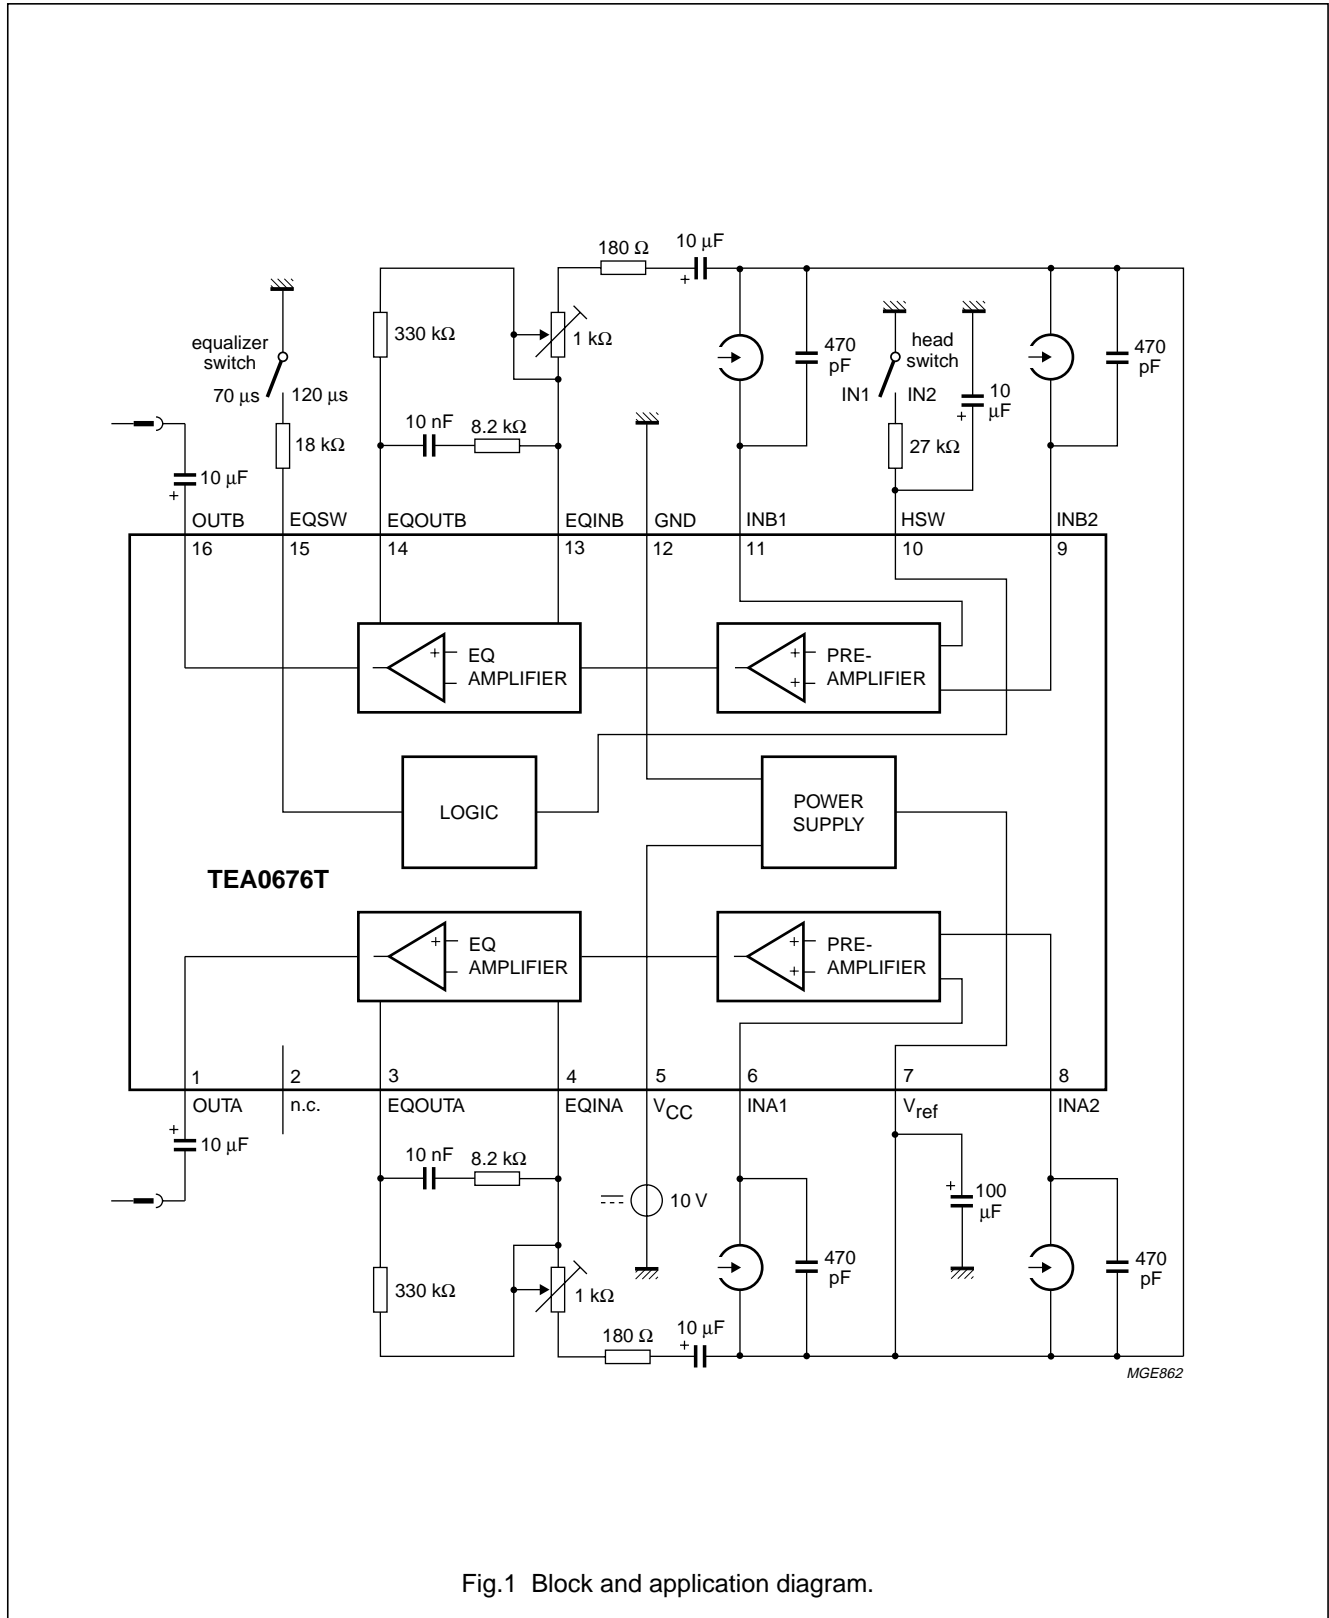 180 Ω
10 μF
+
330 kΩ
1 kΩ
equalizer
switch
70 μs
120 μs
470
pF
head
switch
IN1
IN2
10
μF
+
470
pF
10 nF
8.2 kΩ
18 kΩ
27 kΩ
10 μF
+
OUTB
EQSW
EQOUTB
EQINB
GND
INB1
HSW
INB2
16
15
14
13
12
11
10
9
+
EQ
AMPLIFIER
+
+
PRE-
AMPLIFIER
LOGIC
POWER
SUPPLY
TEA0676T
+
EQ
AMPLIFIER
+
+
PRE-
AMPLIFIER
1
2
3
4
5
6
7
8
OUTA
n.c.
EQOUTA
EQINA
VCC
INA1
Vref
INA2
+
10 μF
10 nF
8.2 kΩ
10 V
+
100
μF
330 kΩ
1 kΩ
470
pF
470
pF
180 Ω
10 μF
+
MGE862
Fig.1 Block and application diagram.